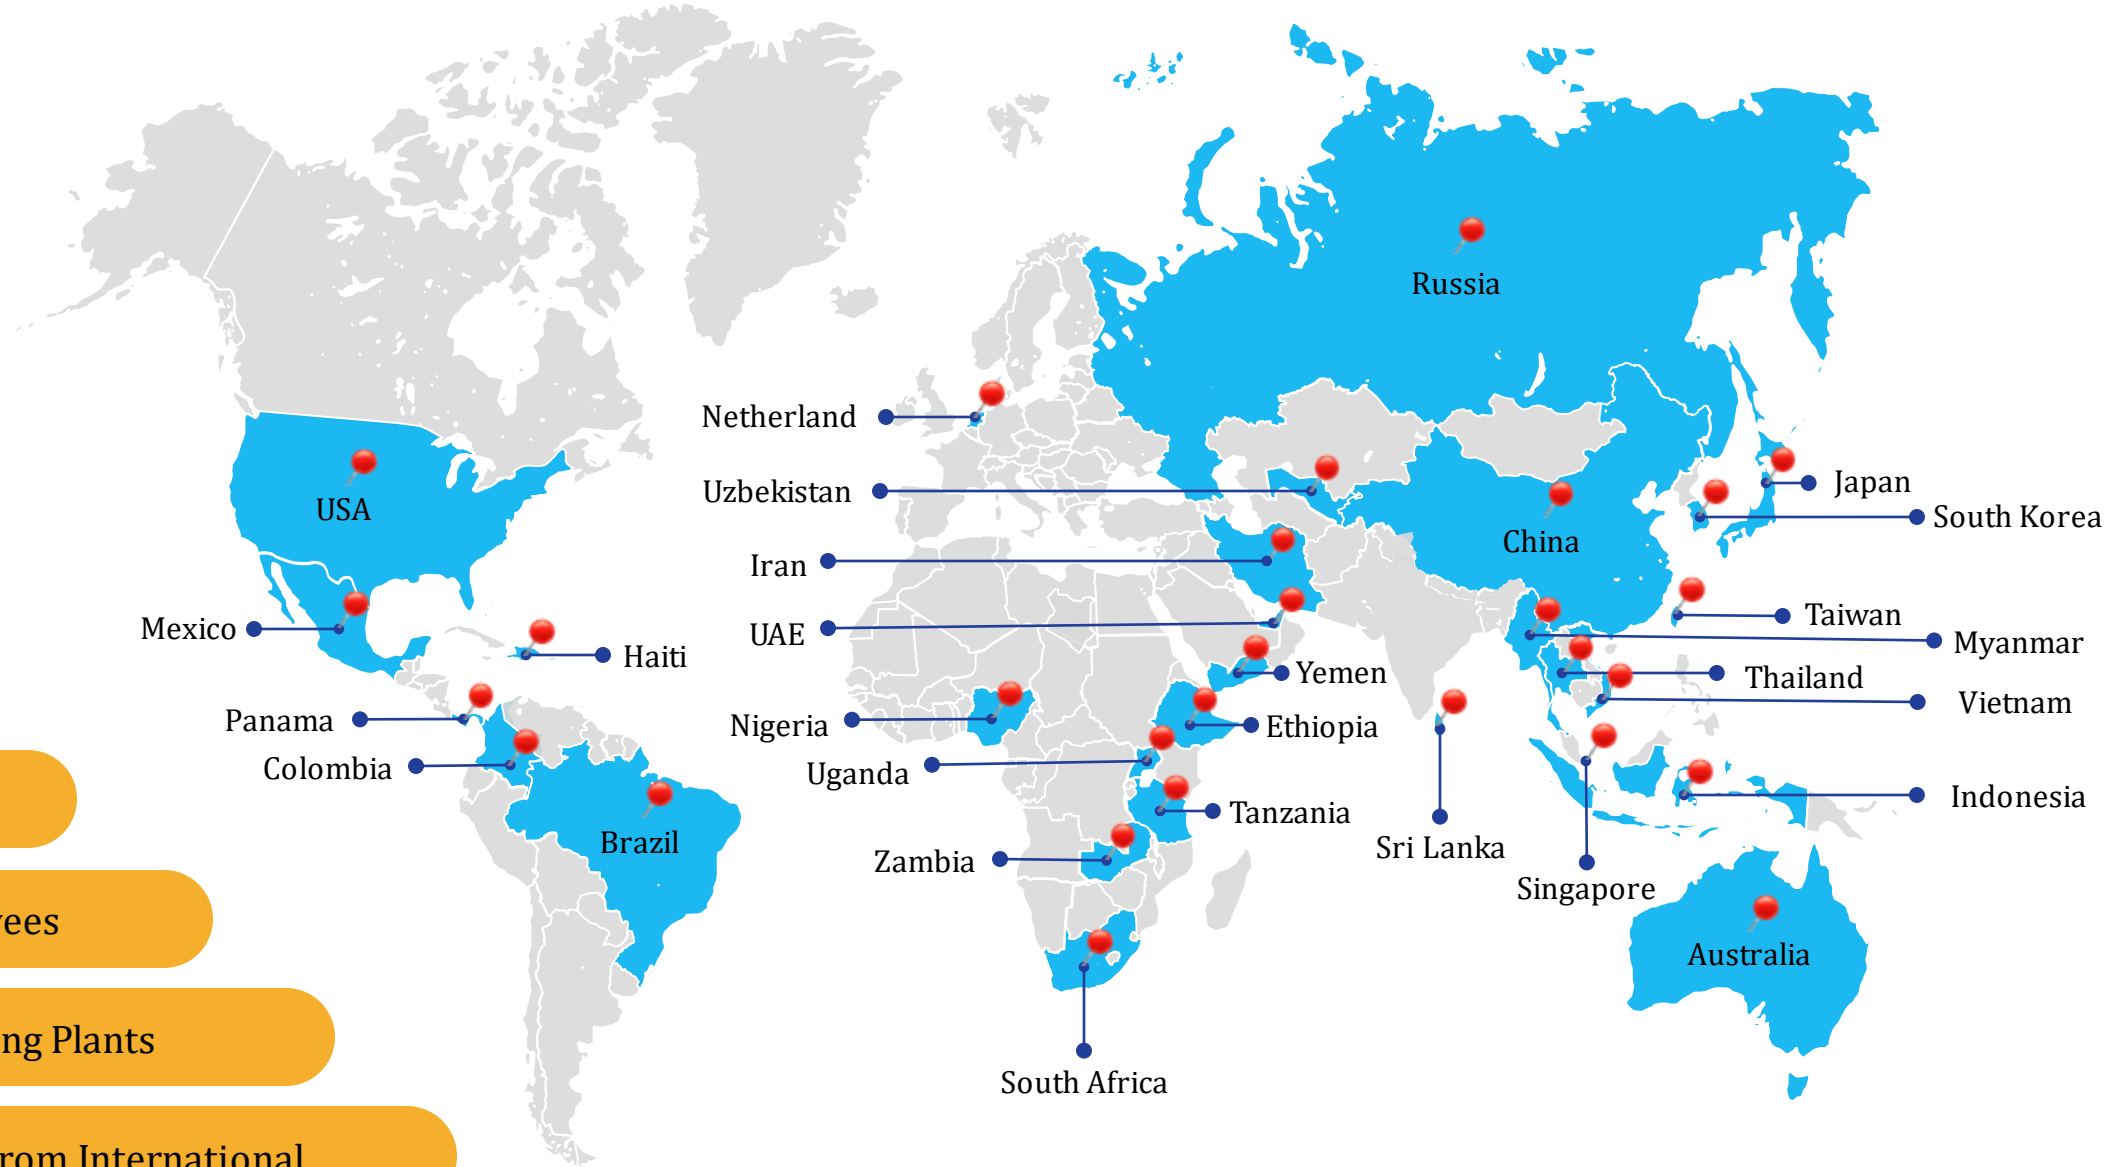 Russia
Netherland
Uzbekistan
Japan
USA
South Korea
China
Iran
Taiwan
Mexico
UAE
Myanmar
Haiti
Yemen
Thailand
Vietnam
Panama
Nigeria
Ethiopia
Colombia
Uganda
Indonesia
Tanzania
Brazil
Sri Lanka
Zambia
Singapore
ees
Australia
ng Plants
South Africa
rom International